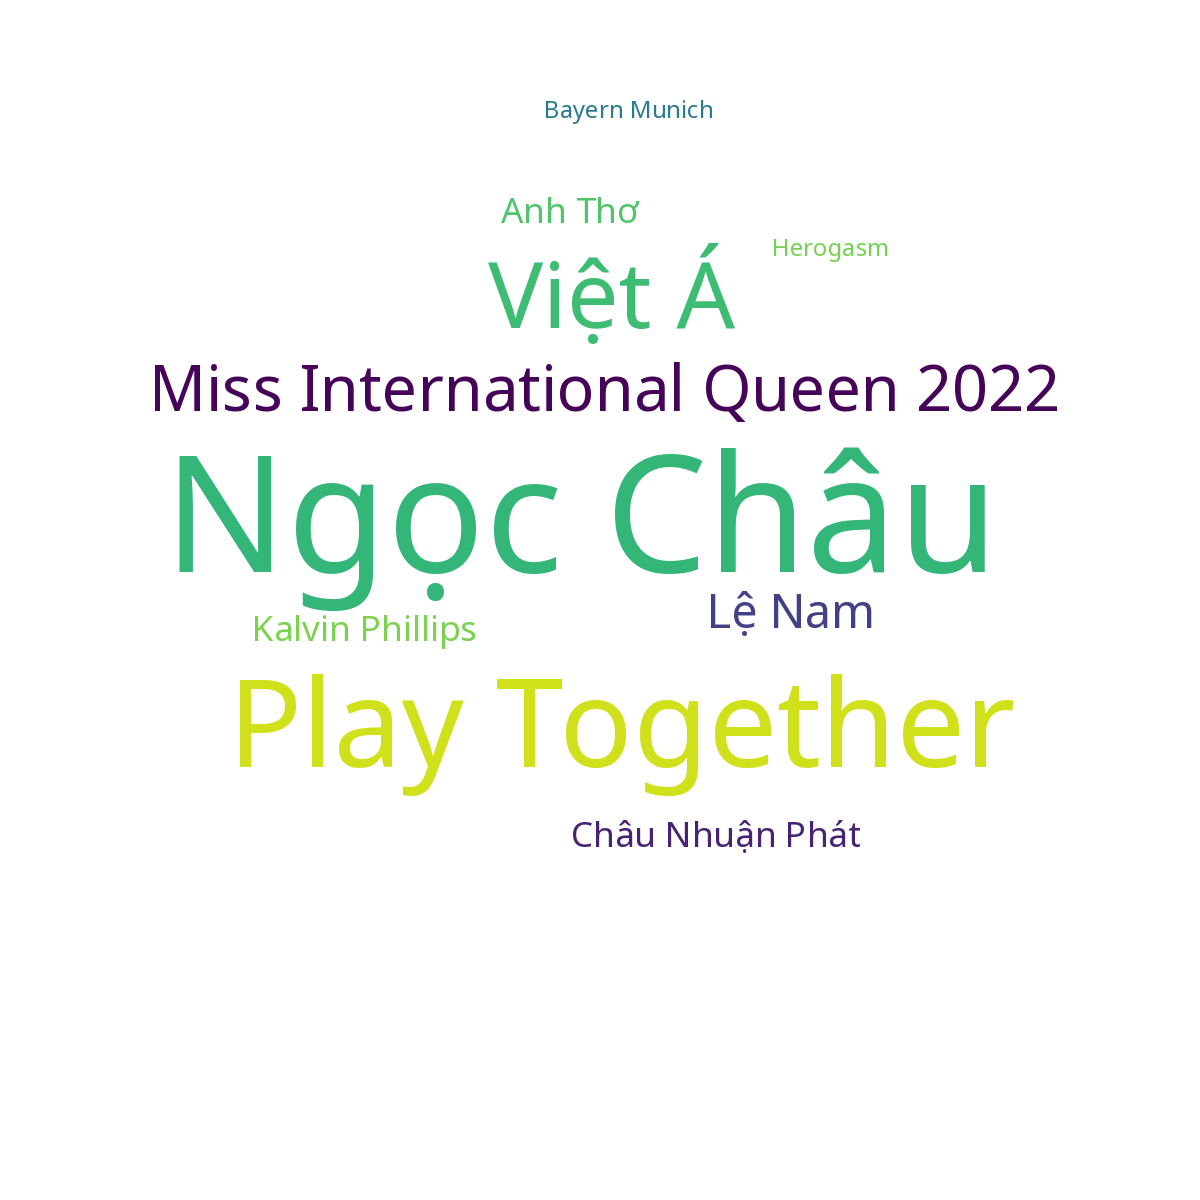 Bayern Munich
Anh Thơ
Herogasm
Việt Á
Miss International Queen 2022
Ngọc Châu
Lệ Nam
Kalvin Phillips
Play Together
Châu Nhuận Phát